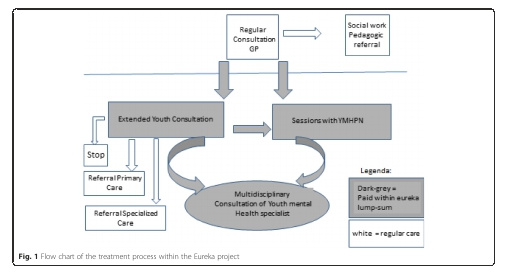 Regular
Consultation
GP
Social work
Pedagogic
referral
Extended Youth Consultation
Sessions with YMHPN
Stop
Referral Primary
Care
Referral Specialized
Care
Multidisciplinary
Consultation of Youth mental
Health specialist
Legenda:
Dark-grey =
Paid within eureka
lump-sum
white = regular care
Fig. 1 Flow chart of the treatment process within the Eureka project